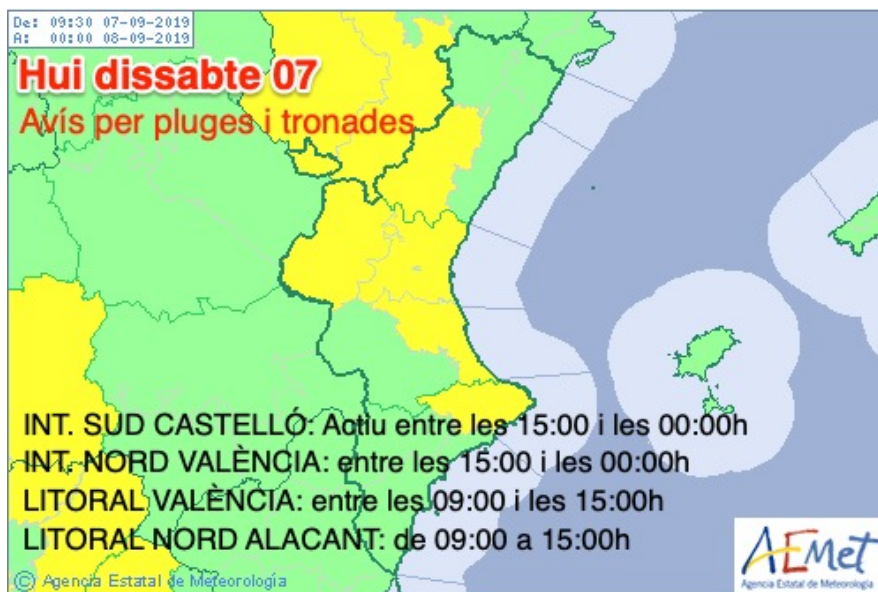 De: 09:30 07-09-2019
A: 00:00 08-09-2019
Hui dissabte 07
Avís per pluges i tronades
INT. SUD CASTELLÓ: Actiu entre les 15:00 i les 00:00h
INT. NORD VALÈNCIA: entre les 15:00 i les 00:00h
LITORAL VALÈNCIA: entre les 09:00 i les 15:00h
LITORAL NORD ALACANT: de 09:00 a 15:00h
© Agencia Estatal de Meteorología
AEmet
Agencia Estatal de Meteorología